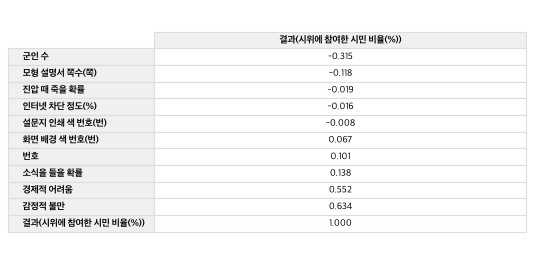 결과(시위에 참여한 시민 비율(%))
군인 수 -0.315
모형 설명서 쪽수(쪽) -0.118
진압 때 죽을 확률 -0.019
인터넷 차단 정도(%) -0.016
설문지 인쇄 색 번호(번) -0.008
화면 배경 색 번호(번) 0.067
번호 0.101
소식을 들을 확률 0.138
경제적 어려움 0.552
감정적 불만 0.634
결과(시위에 참여한 시민 비율(%)) 1.000